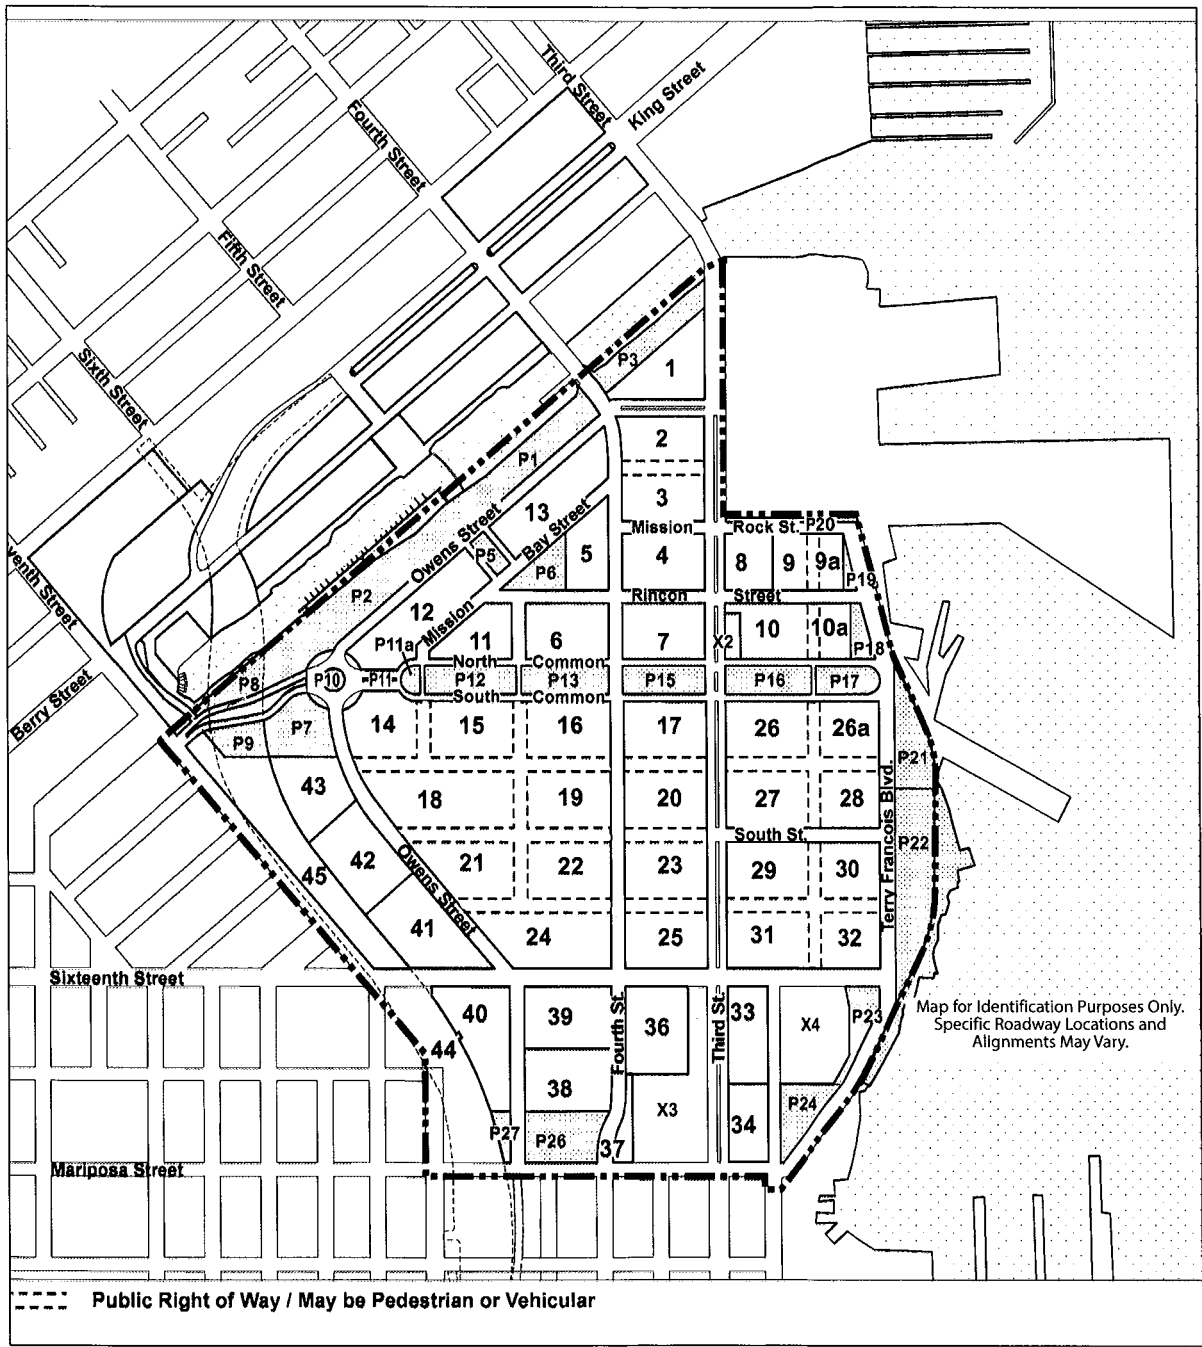 Third Street
King Street
Fourth Street
Fifth Street
Sixth Street
P3
1
2
P1
3
13
Owens Street
Bay Street
Mission
Rock St.
P20
P5
5
4
8
9
9a
venth Street
P6
P19
P2
Rincon
Street
12
Mission
P11a
11
6
7
X2
10
10a
P18
North
Common
P8
P10
P11
P12
P13
P15
P16
P17
South
Common
Berry Street
P9
P7
14
15
16
17
26
26a
P21
43
18
19
20
27
28
Terry Francois Blvd.
South St.
P22
45
42
Owens Street
21
22
23
29
30
41
24
25
31
32
Sixteenth Street
Map for Identification Purposes Only.
Specific Roadway Locations and
Alignments May Vary.
40
39
Fourth St.
36
Third St.
33
X4
P23
44
38
X3
P24
P27
P26
37
34
Mariposa Street
Public Right of Way / May be Pedestrian or Vehicular